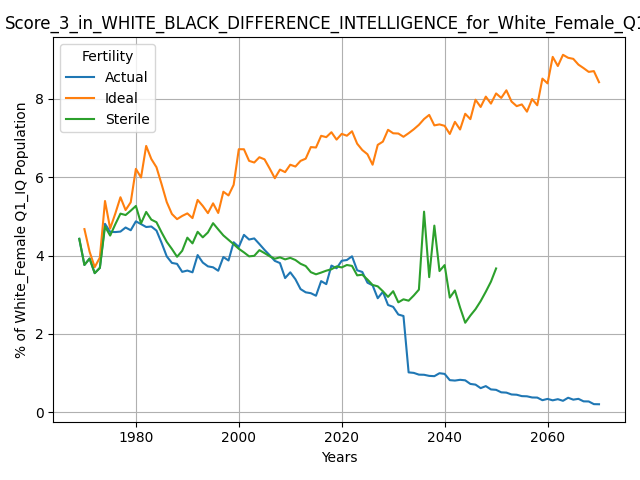 Score_3_in_WHITE_BLACK_DIFFERENCE_INTELLIGENCE_for_White_Female_Q1
Fertility
Actual
Ideal
Sterile
% of White_Female Q1_IQ Population
8
6
4
2
0
1980 2000 2020 2040 2060
Years